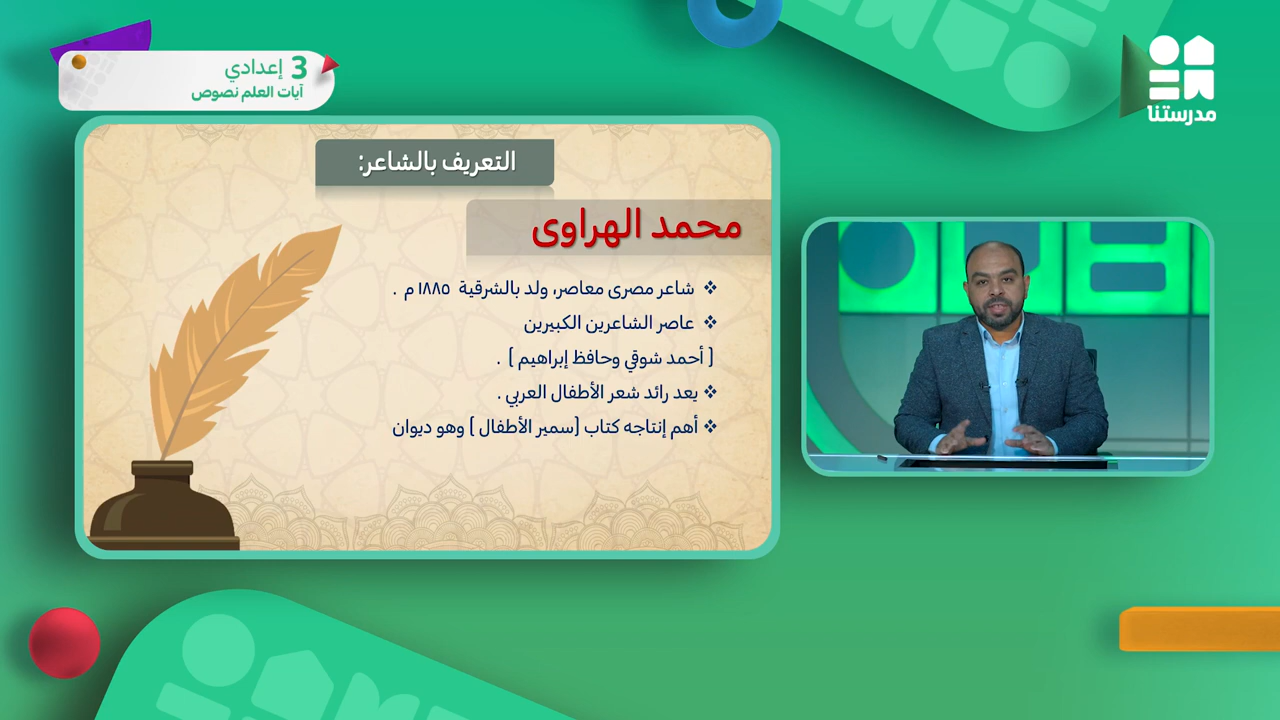 3 إعدادي
آيات العلم نصوص
مدرستنا
التعريف بالشاعر:
محمد الهراوى
❖ شاعر مصرى معاصر، ولد بالشرقية ١٨٨٥ م .
❖ عاصر الشاعرين الكبيرين
[ أحمد شوقي وحافظ إبراهيم ] .
❖ يعد رائد شعر الأطفال العربي .
❖ أهم إنتاجه كتاب [سمير الأطفال ] وهو ديوان